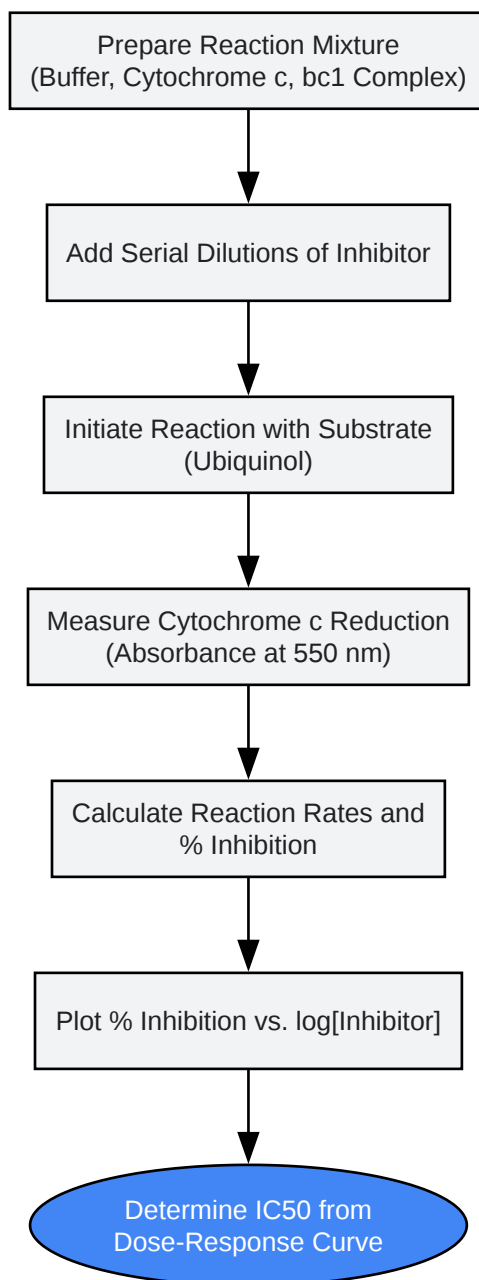 Prepare Reaction Mixture
(Buffer, Cytochrome c, bc1 Complex)
Add Serial Dilutions of Inhibitor
Initiate Reaction with Substrate
(Ubiquinol)
Measure Cytochrome c Reduction
(Absorbance at 550 nm)
Calculate Reaction Rates and
% Inhibition
Plot % Inhibition vs. log[Inhibitor]
Determine IC50 from
Dose-Response Curve